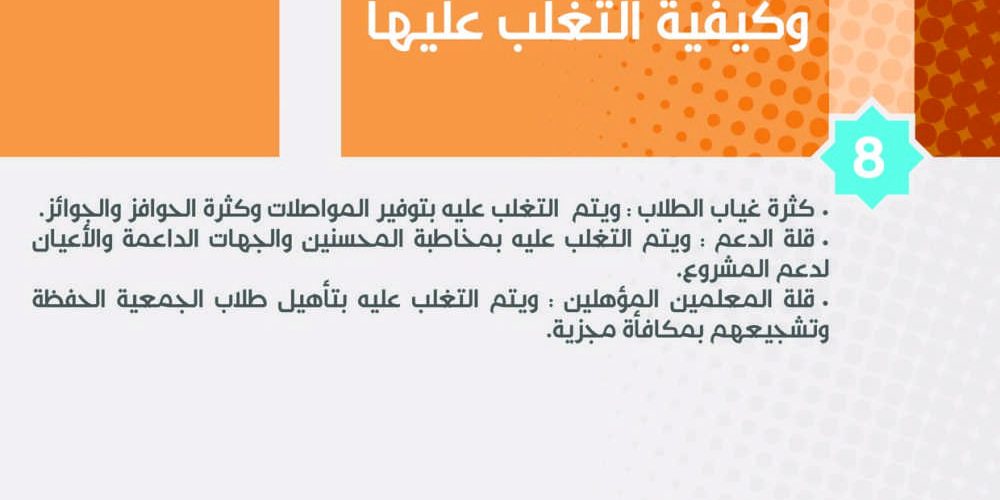 وكيفية التغلب عليها
8
• كثرة غياب الطلاب : ويتم التغلب عليه بتوفير المواصلات وكثرة الحوافز والجوائز.
• قلة الدعم : ويتم التغلب عليه بمخاطبة المحسنين والجهات الداعمة والأعيان
لدعم المشروع.
• قلة المعلمين المؤهلين : ويتم التغلب عليه بتأهيل طلاب الجمعية الحفظة
وتشجيعهم بمكافأة مجزية.